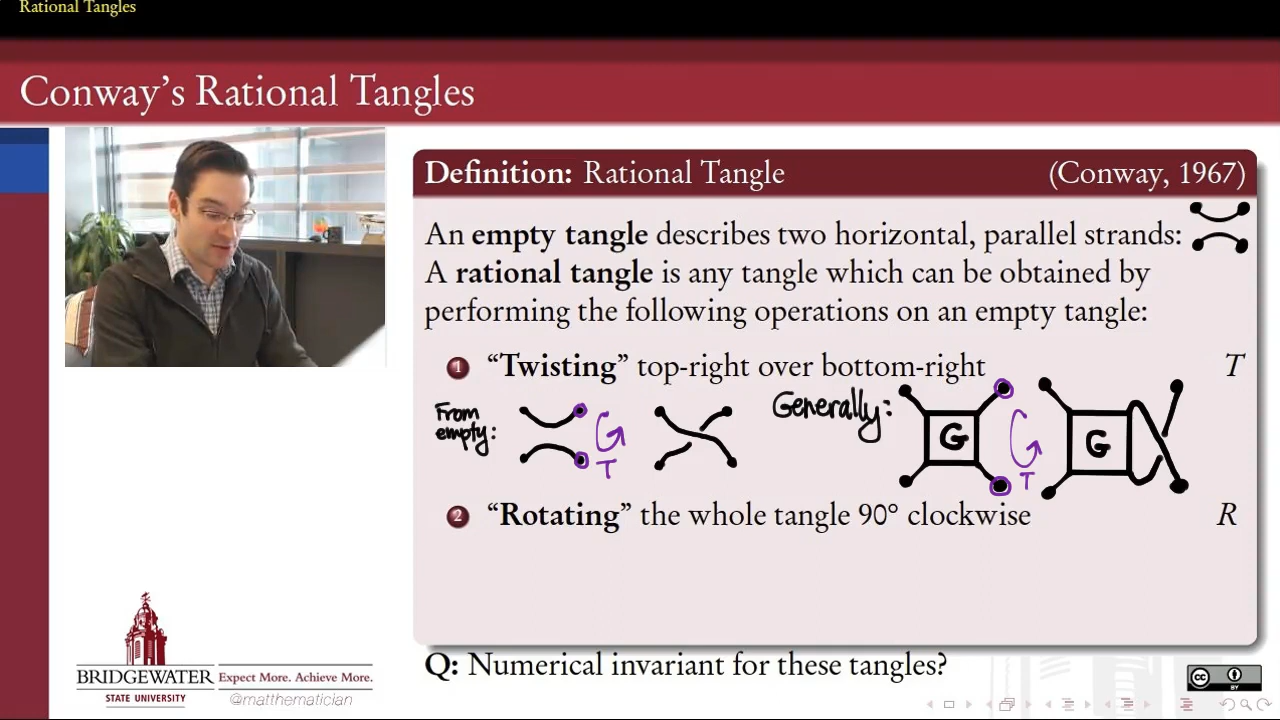 Rational Tangles
Conway's Rational Tangles
Definition: Rational Tangle (Conway, 1967)
An empty tangle describes two horizontal, parallel strands:
A rational tangle is any tangle which can be obtained by
performing the following operations on an empty tangle:
1 "Twisting" top-right over bottom-right T
From
empty:
T
Generally:
G
T
G
2 "Rotating" the whole tangle 90° clockwise R
Q: Numerical invariant for these tangles?
BRIDGEWATER
STATE UNIVERSITY
Expect More. Achieve More.
@matthematician
cc
BY